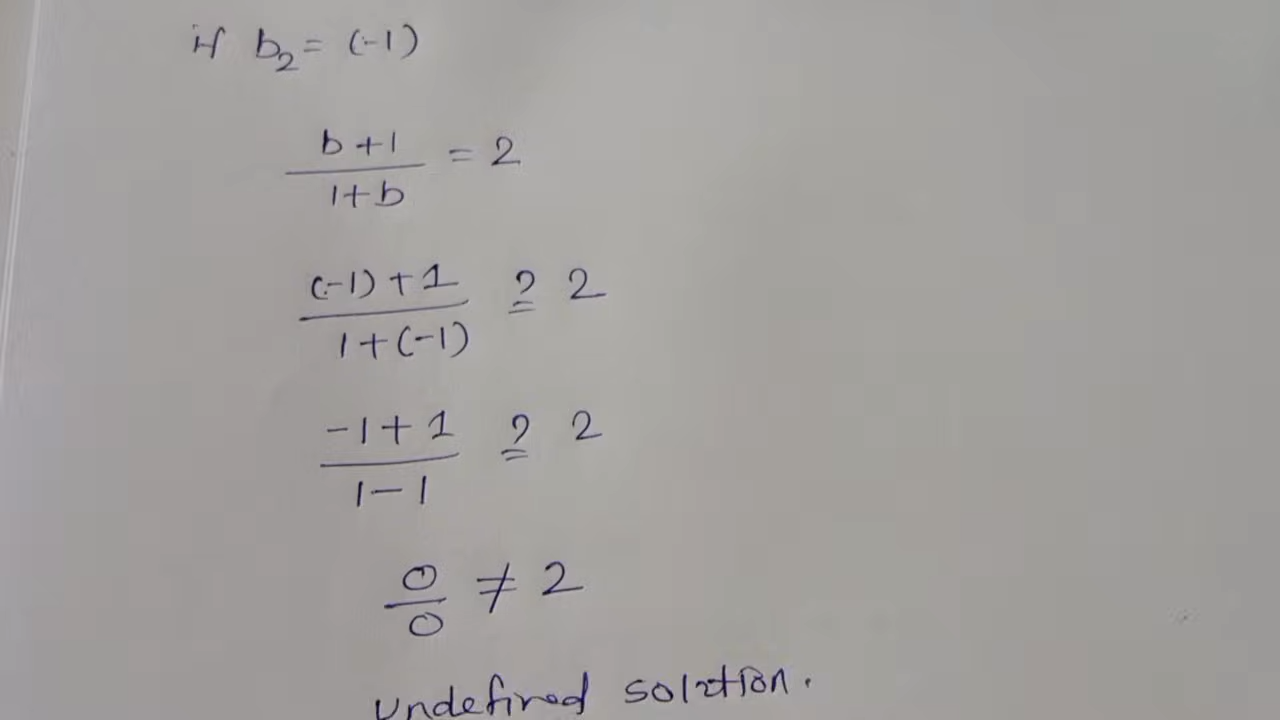 if b₂ = (-1)
b+1
—— = 2
1+b
(-1) + 1
———— ≟ 2
1 + (-1)
-1 + 1
——— ≟ 2
1 - 1
0
— ≠ 2
0
undefined solution.